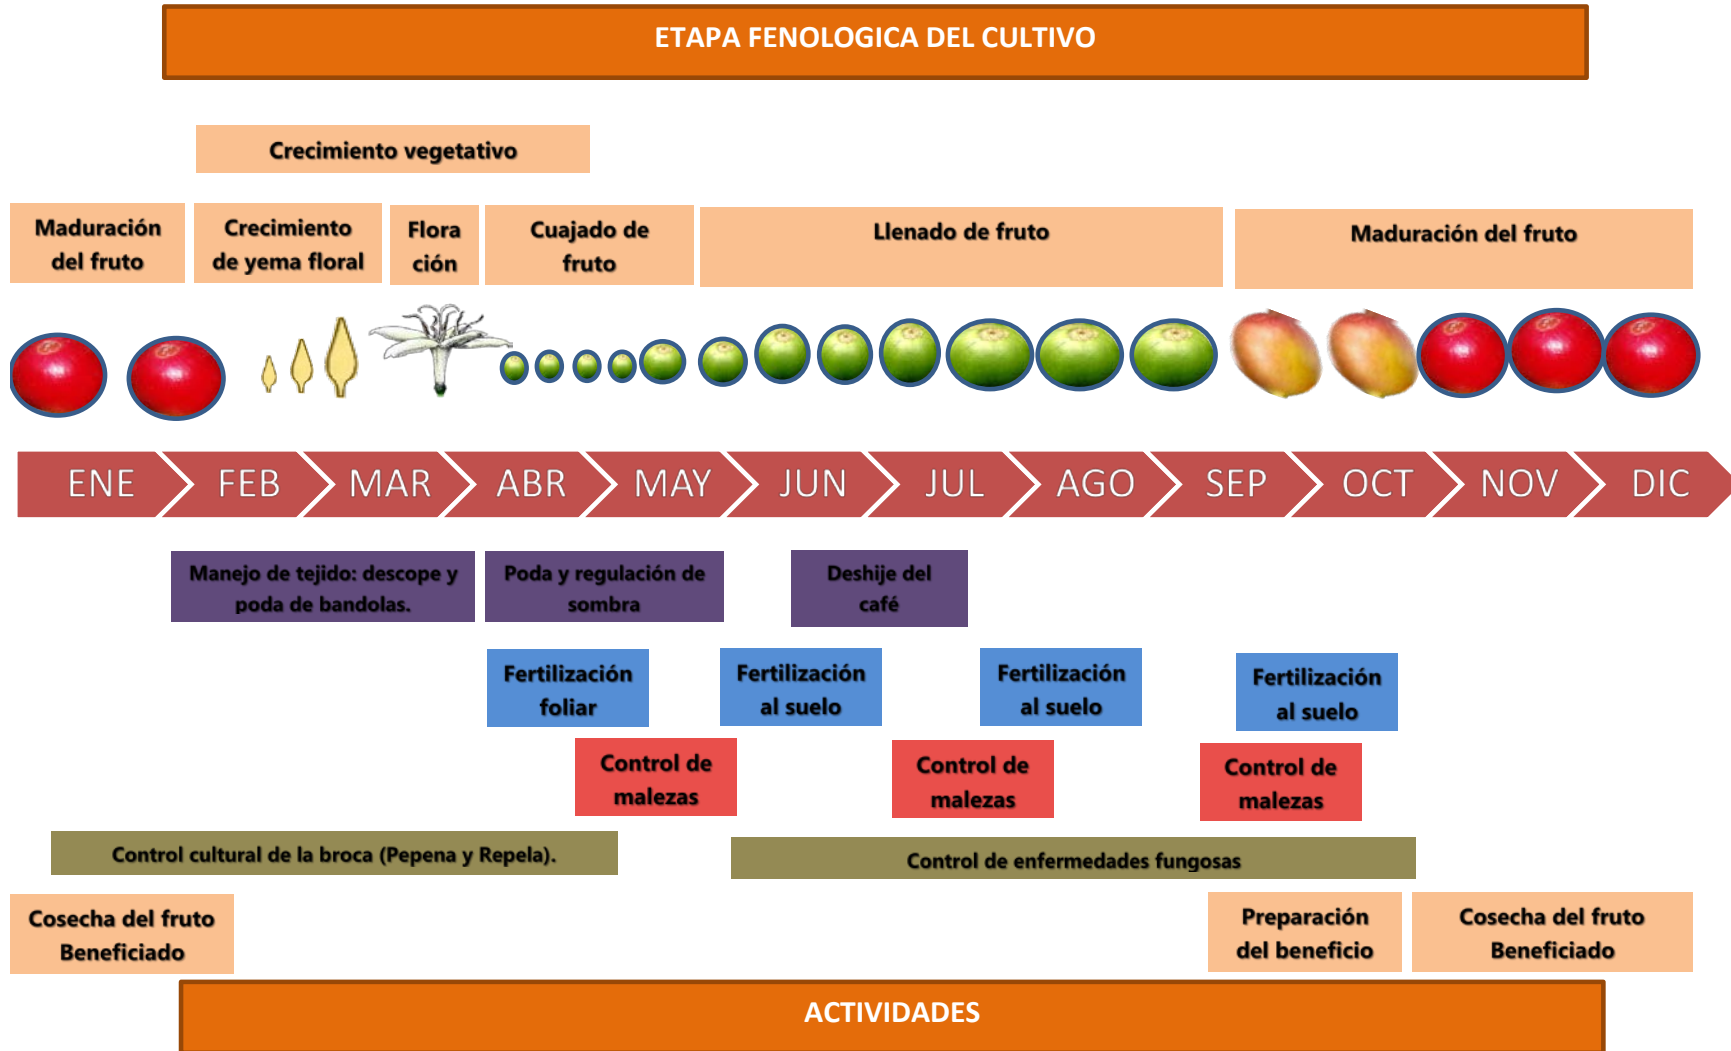 ETAPA FENOLOGICA DEL CULTIVO
Crecimiento vegetativo
Maduración
del fruto
Crecimiento
de yema floral
Flora
ción
Cuajado de
fruto
Llenado de fruto
Maduración del fruto
ENE
FEB
MAR
ABR
MAY
JUN
JUL
AGO
SEP
OCT
NOV
DIC
Manejo de tejido: descope y
poda de bandolas.
Poda y regulación de
sombra
Deshije del
café
Fertilización
foliar
Fertilización
al suelo
Fertilización
al suelo
Fertilización
al suelo
Control de
malezas
Control de
malezas
Control de
malezas
Control cultural de la broca (Pepena y Repela).
Control de enfermedades fungosas
Cosecha del fruto
Beneficiado
Preparación
del beneficio
Cosecha del fruto
Beneficiado
ACTIVIDADES